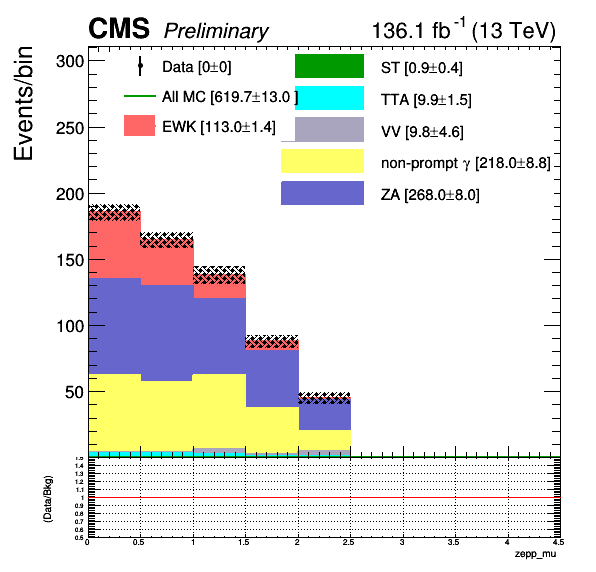 CMS Preliminary 136.1 fb⁻¹ (13 TeV)
Events/bin
300
250
200
150
100
50
Data [0±0]
All MC [619.7±13.0 ]
EWK [113.0±1.4]
ST [0.9±0.4]
TTA [9.9±1.5]
VV [9.8±4.6]
non-prompt γ [218.0±8.8]
ZA [268.0±8.0]
(Data/Bkg)
1.5
1.4
1.3
1.2
1.1
1
0.9
0.8
0.7
0.6
0.5
0 0.5 1 1.5 2 2.5 3 3.5 4 4.5
zepp_mu